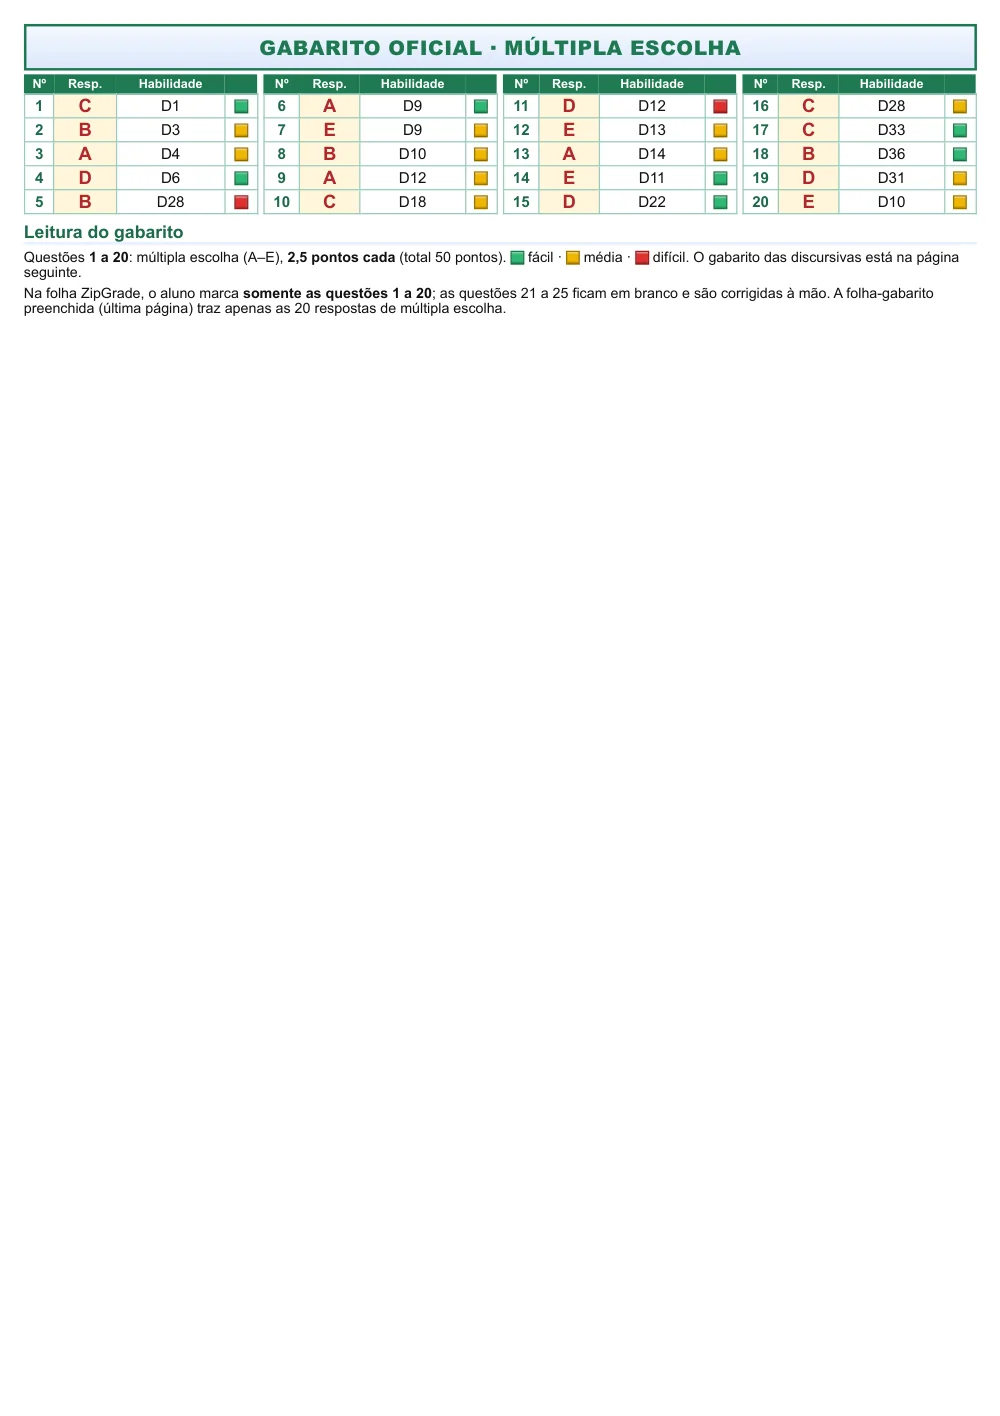 GABARITO OFICIAL · MÚLTIPLA ESCOLHA
Nº Resp. Habilidade
1 C D1
2 B D3
3 A D4
4 D D6
5 B D28
Nº Resp. Habilidade
6 A D9
7 E D9
8 B D10
9 A D12
10 C D18
Nº Resp. Habilidade
11 D D12
12 E D13
13 A D14
14 E D11
15 D D22
Nº Resp. Habilidade
16 C D28
17 C D33
18 B D36
19 D D31
20 E D10
Leitura do gabarito
Questões 1 a 20: múltipla escolha (A–E), 2,5 pontos cada (total 50 pontos). fácil · média · difícil. O gabarito das discursivas está na página
seguinte.
Na folha ZipGrade, o aluno marca somente as questões 1 a 20; as questões 21 a 25 ficam em branco e são corrigidas à mão. A folha-gabarito
preenchida (última página) traz apenas as 20 respostas de múltipla escolha.